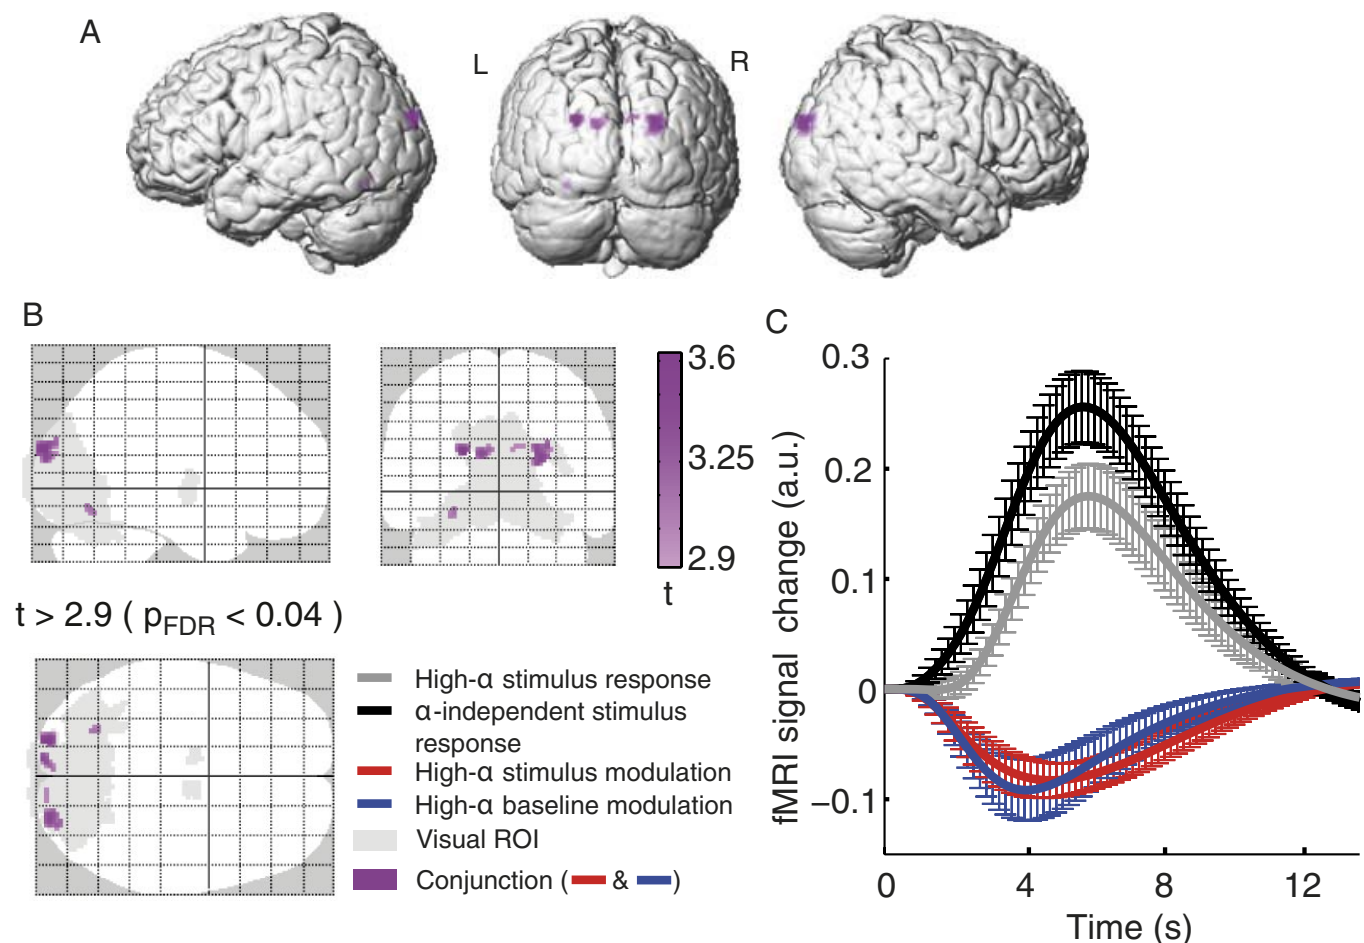 A
L
R
B
3.6
3.25
2.9
t
t > 2.9 ( pFDR < 0.04 )
High-α stimulus response
α-independent stimulus
response
High-α stimulus modulation
High-α baseline modulation
Visual ROI
Conjunction ( & )
C
0.3
0.2
0.1
0
−0.1
fMRI signal change (a.u.)
0 4 8 12
Time (s)